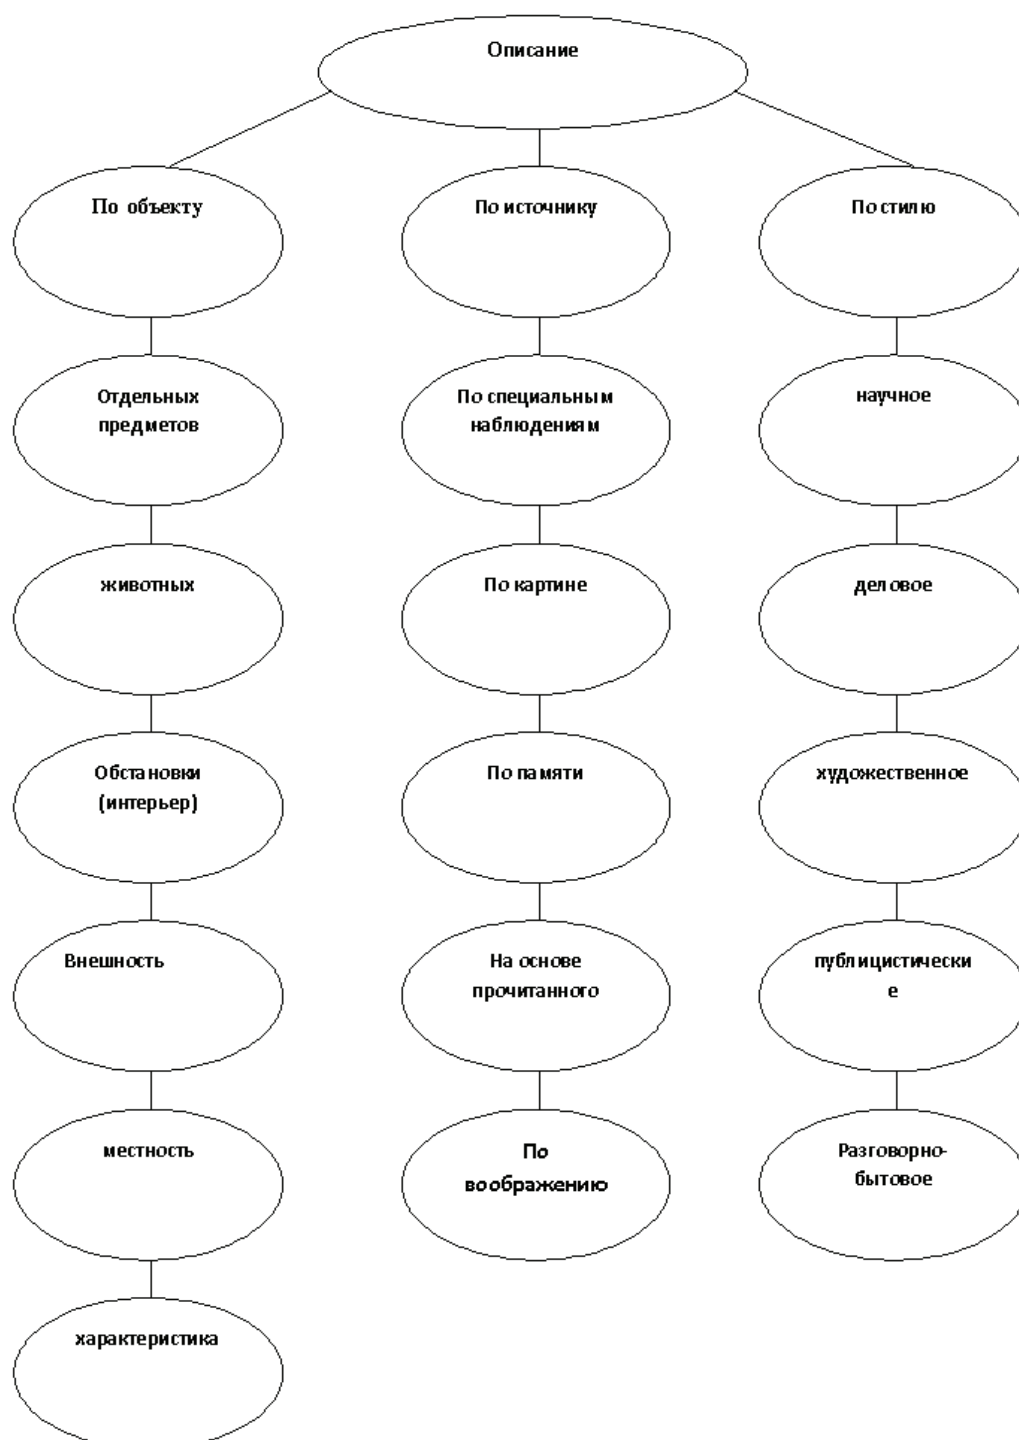 Описание
По объекту
По источнику
По стилю
Отдельных
предметов
По специальным
наблюдениям
научное
животных
По картине
деловое
Обстановки
(интерьер)
По памяти
художественное
Внешность
На основе
прочитанного
публицистически
е
местность
По
воображению
Разговорно-
бытовое
характеристика